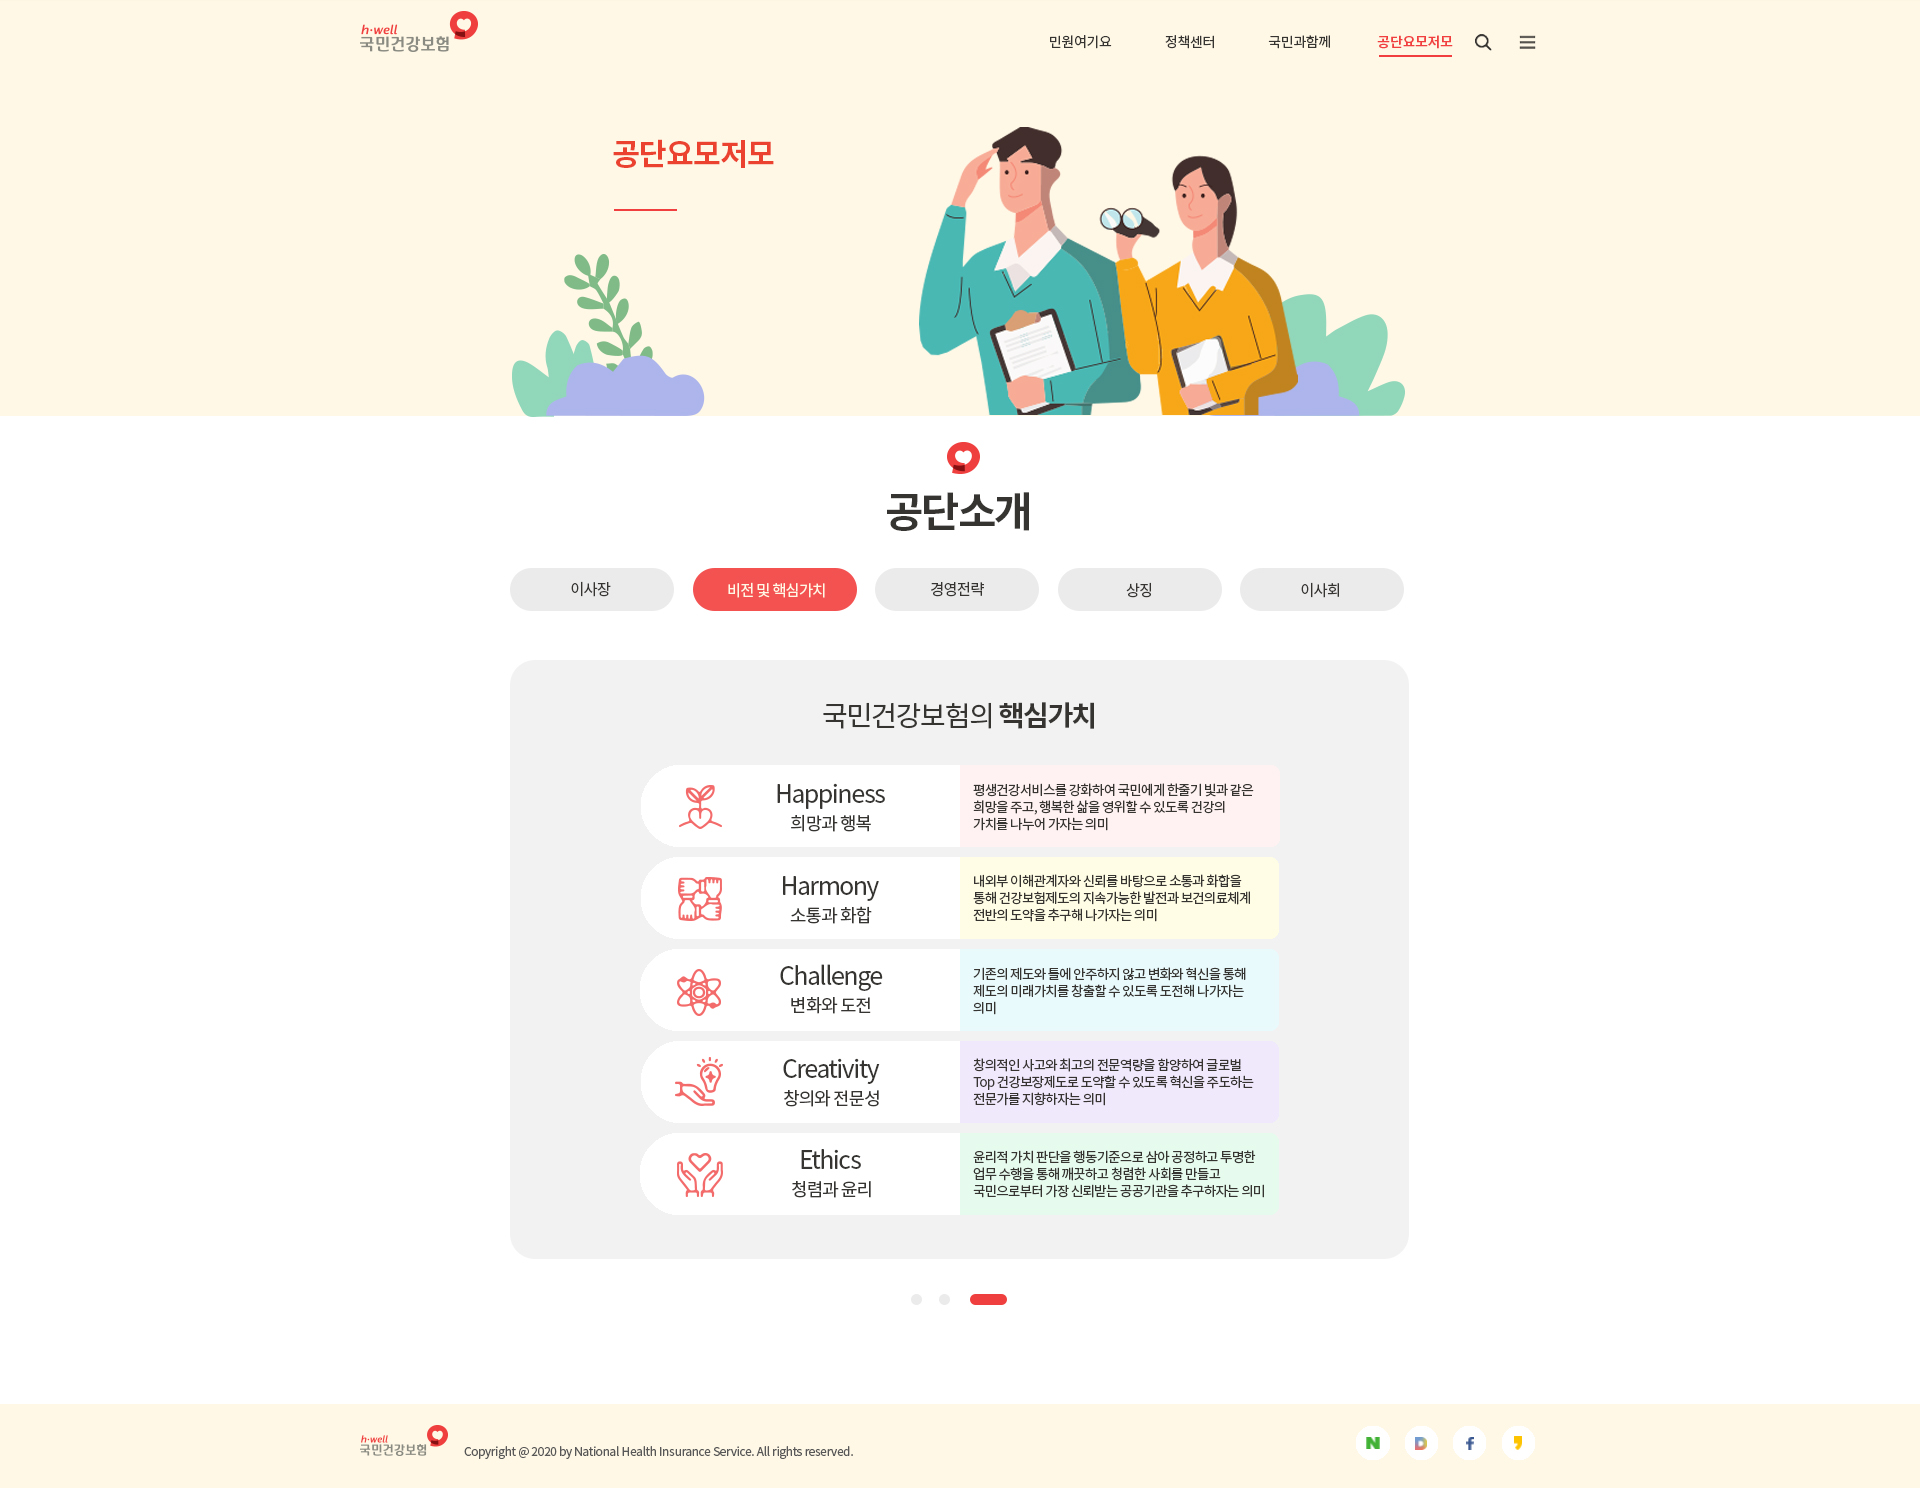 h·well
국민건강보험
민원여기요
정책센터
국민과함께
공단요모저모
공단요모저모
공단소개
이사장
비전 및 핵심가치
경영전략
상징
이사회
국민건강보험의 핵심가치
Happiness
희망과 행복
평생건강서비스를 강화하여 국민에게 한줄기 빛과 같은
희망을 주고, 행복한 삶을 영위할 수 있도록 건강의
가치를 나누어 가자는 의미
Harmony
소통과 화합
내외부 이해관계자와 신뢰를 바탕으로 소통과 화합을
통해 건강보험제도의 지속가능한 발전과 보건의료체계
전반의 도약을 추구해 나가자는 의미
Challenge
변화와 도전
기존의 제도와 틀에 안주하지 않고 변화와 혁신을 통해
제도의 미래가치를 창출할 수 있도록 도전해 나가자는
의미
Creativity
창의와 전문성
창의적인 사고와 최고의 전문역량을 함양하여 글로벌
Top 건강보장제도로 도약할 수 있도록 혁신을 주도하는
전문가를 지향하자는 의미
Ethics
청렴과 윤리
윤리적 가치 판단을 행동기준으로 삼아 공정하고 투명한
업무 수행을 통해 깨끗하고 청렴한 사회를 만들고
국민으로부터 가장 신뢰받는 공공기관을 추구하자는 의미
h·well
국민건강보험
Copyright @ 2020 by National Health Insurance Service. All rights reserved.
N
D
f